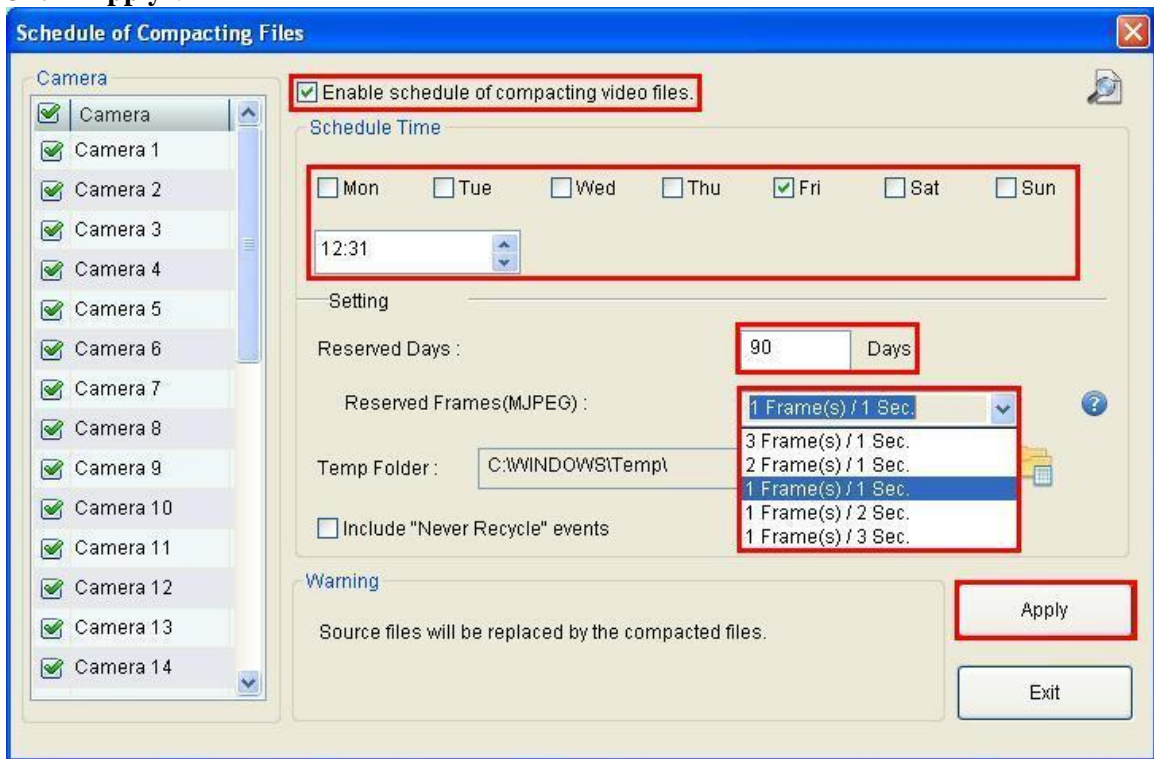 Schedule of Compacting Files
Camera
Camera
Camera 1
Camera 2
Camera 3
Camera 4
Camera 5
Camera 6
Camera 7
Camera 8
Camera 9
Camera 10
Camera 11
Camera 12
Camera 13
Camera 14
Enable schedule of compacting video files.
Schedule Time
Mon Tue Wed Thu Fri Sat Sun
12:31
Setting
Reserved Days : 90 Days
Reserved Frames(MJPEG) : 1 Frame(s) / 1 Sec.
3 Frame(s) / 1 Sec.
2 Frame(s) / 1 Sec.
1 Frame(s) / 1 Sec.
1 Frame(s) / 2 Sec.
1 Frame(s) / 3 Sec.
Temp Folder : C:\WINDOWS\Temp\
Include "Never Recycle" events
Warning
Source files will be replaced by the compacted files.
Apply
Exit